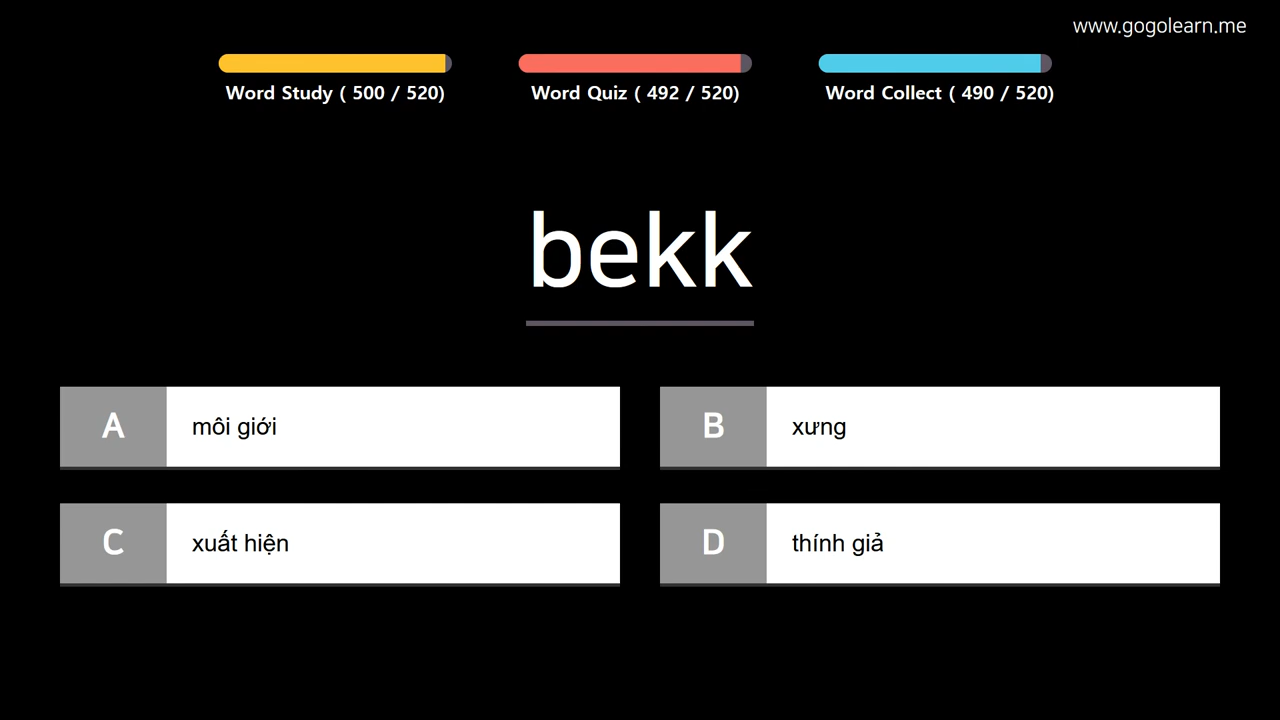 www.gogolearn.me
Word Study ( 500 / 520)
Word Quiz ( 492 / 520)
Word Collect ( 490 / 520)
bekk
A môi giới
B xưng
C xuất hiện
D thính giả